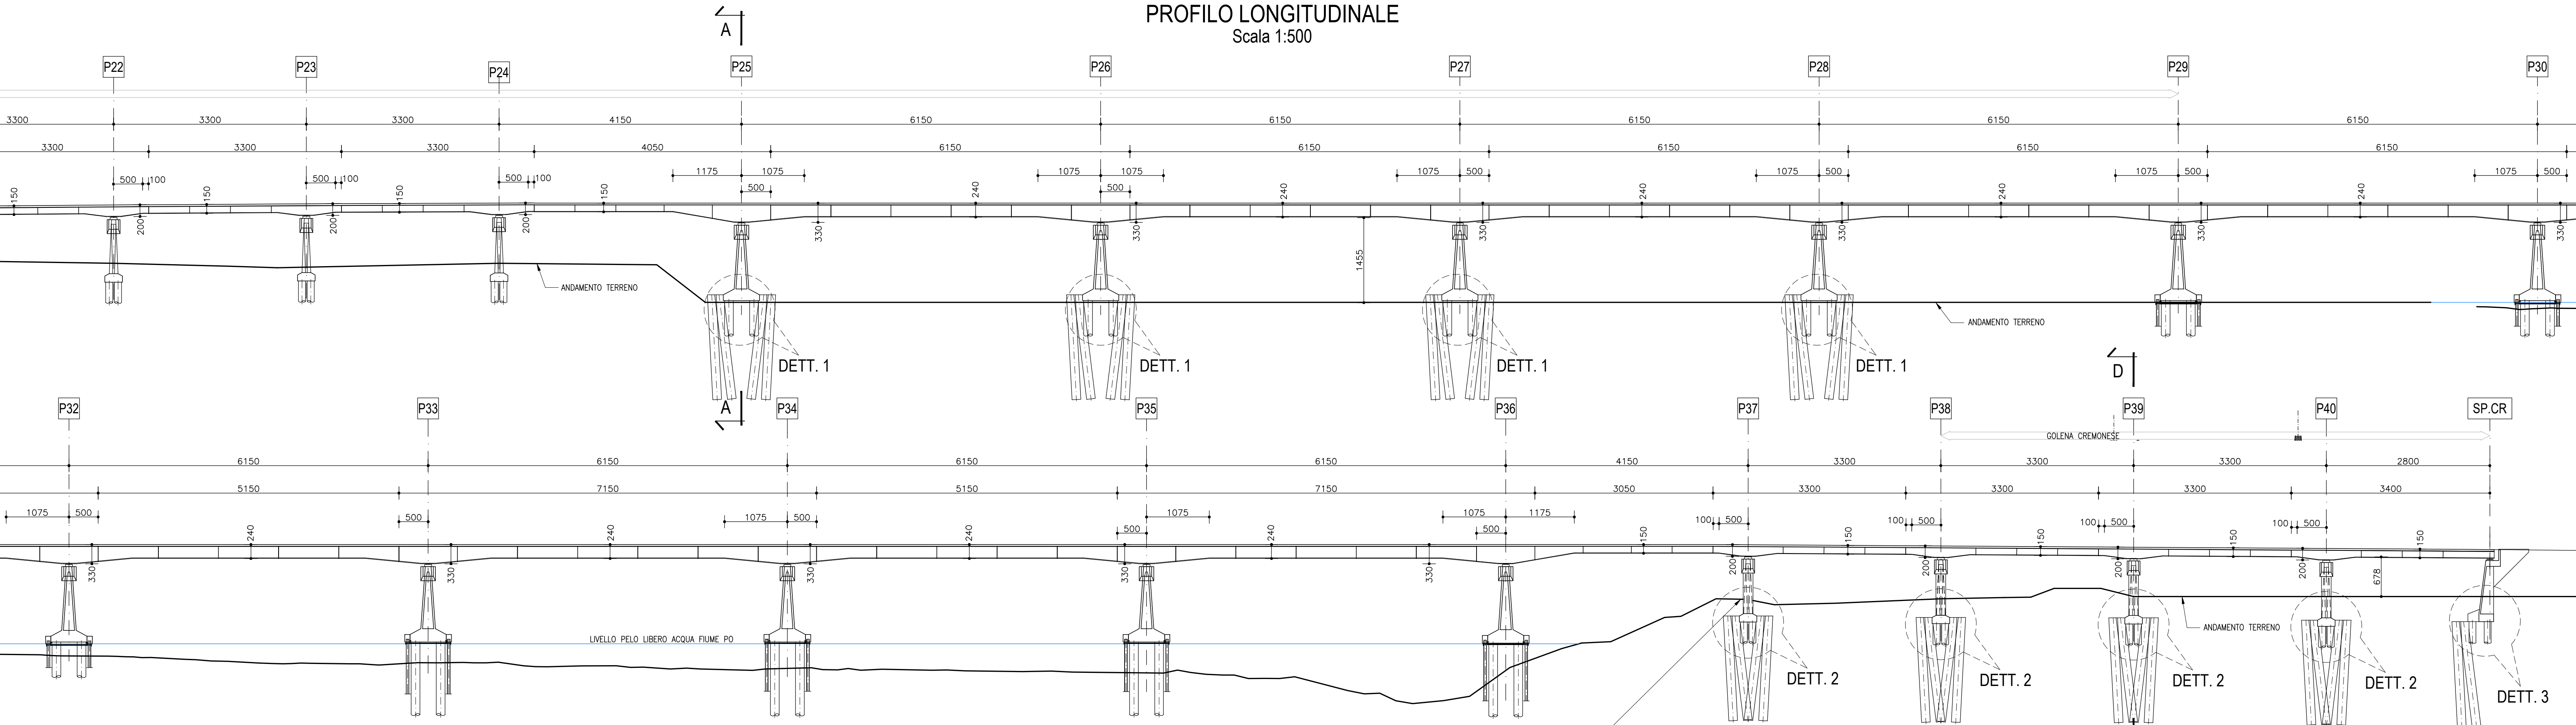 PROFILO LONGITUDINALE
Scala 1:500
A
P22 P23 P24 P25 P26 P27 P28 P29 P30
3300 3300 3300 4150 6150 6150 6150 6150 6150
3300 3300 3300 4050 6150 6150 6150 6150 6150
500 100 500 100 500 100 1175 1075 1075 1075 1075 500 1075 500 1075 500 1075 500
500 500
150 150 150 150 240 240 240 240 240
200 200 200 330 330 330 330 330 330
1455
ANDAMENTO TERRENO
ANDAMENTO TERRENO
DETT. 1 DETT. 1 DETT. 1 DETT. 1
D
A
P32 P33 P34 P35 P36 P37 P38 P39 P40 SP.CR
GOLENA CREMONESE
6150 6150 6150 6150 4150 3300 3300 3300 2800
5150 7150 5150 7150 3050 3300 3300 3300 3400
1075 500 500 1075 500 1075 1075 1175 100 500 100 500 100 500 100 500
500 500
240 240 240 240 150 150 150 150 150
330 330 330 330 330 200 200 200 200
678
LIVELLO PELO LIBERO ACQUA FIUME PO
ANDAMENTO TERRENO
DETT. 2 DETT. 2 DETT. 2 DETT. 2 DETT. 3